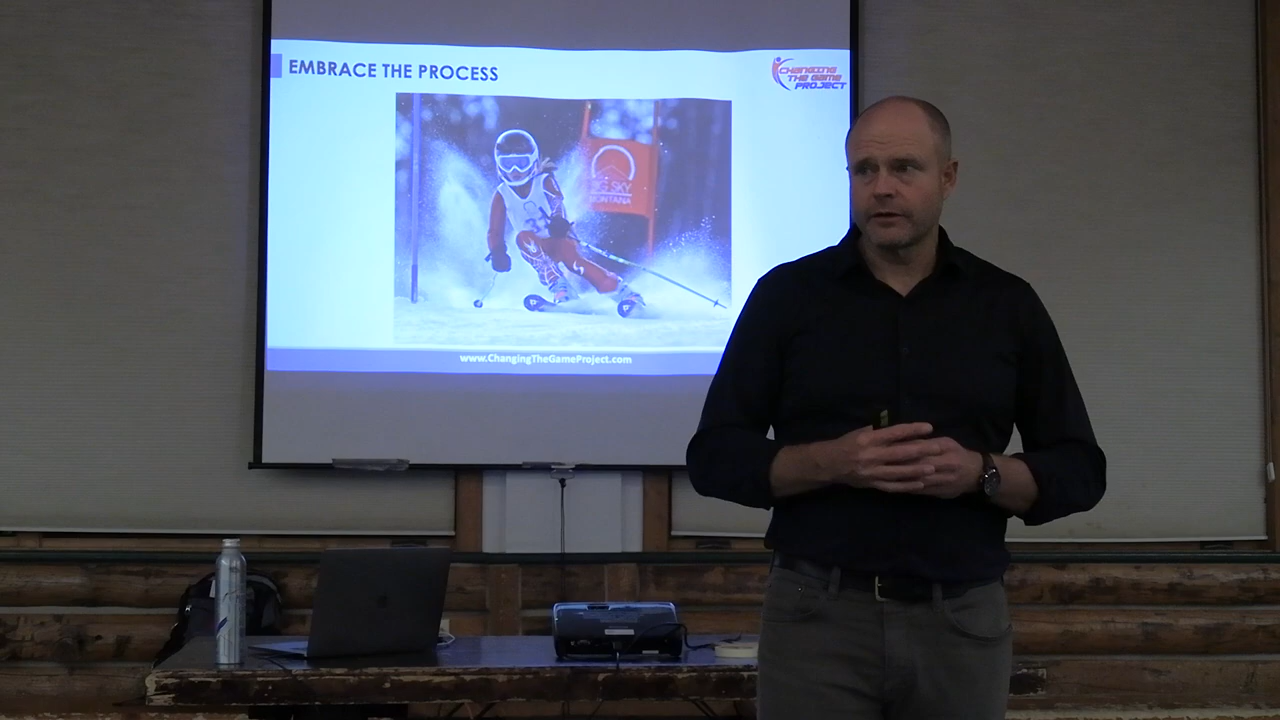 EMBRACE THE PROCESS
CHANGING
THE GAME
PROJECT
BIG SKY
MONTANA
www.ChangingTheGameProject.com